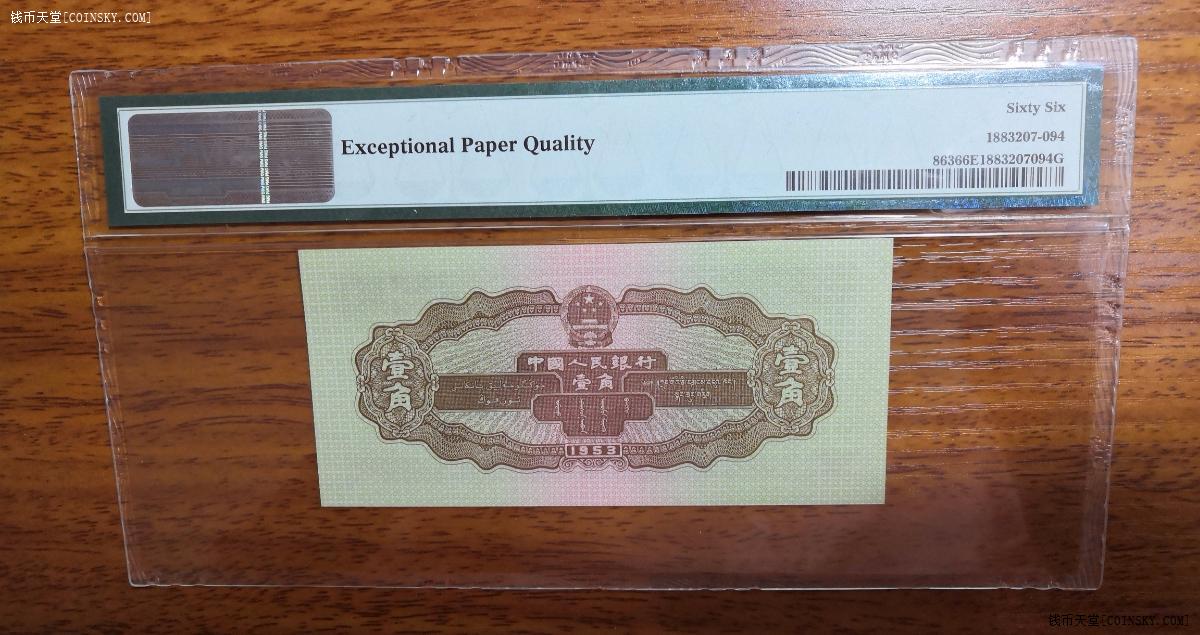 钱币天堂[COINSKY.COM]
Sixty Six
Exceptional Paper Quality
1883207-094
86366E1883207094G
中國人民銀行
壹角
壹角
壹角
1953
钱币天堂[COINSKY.COM]